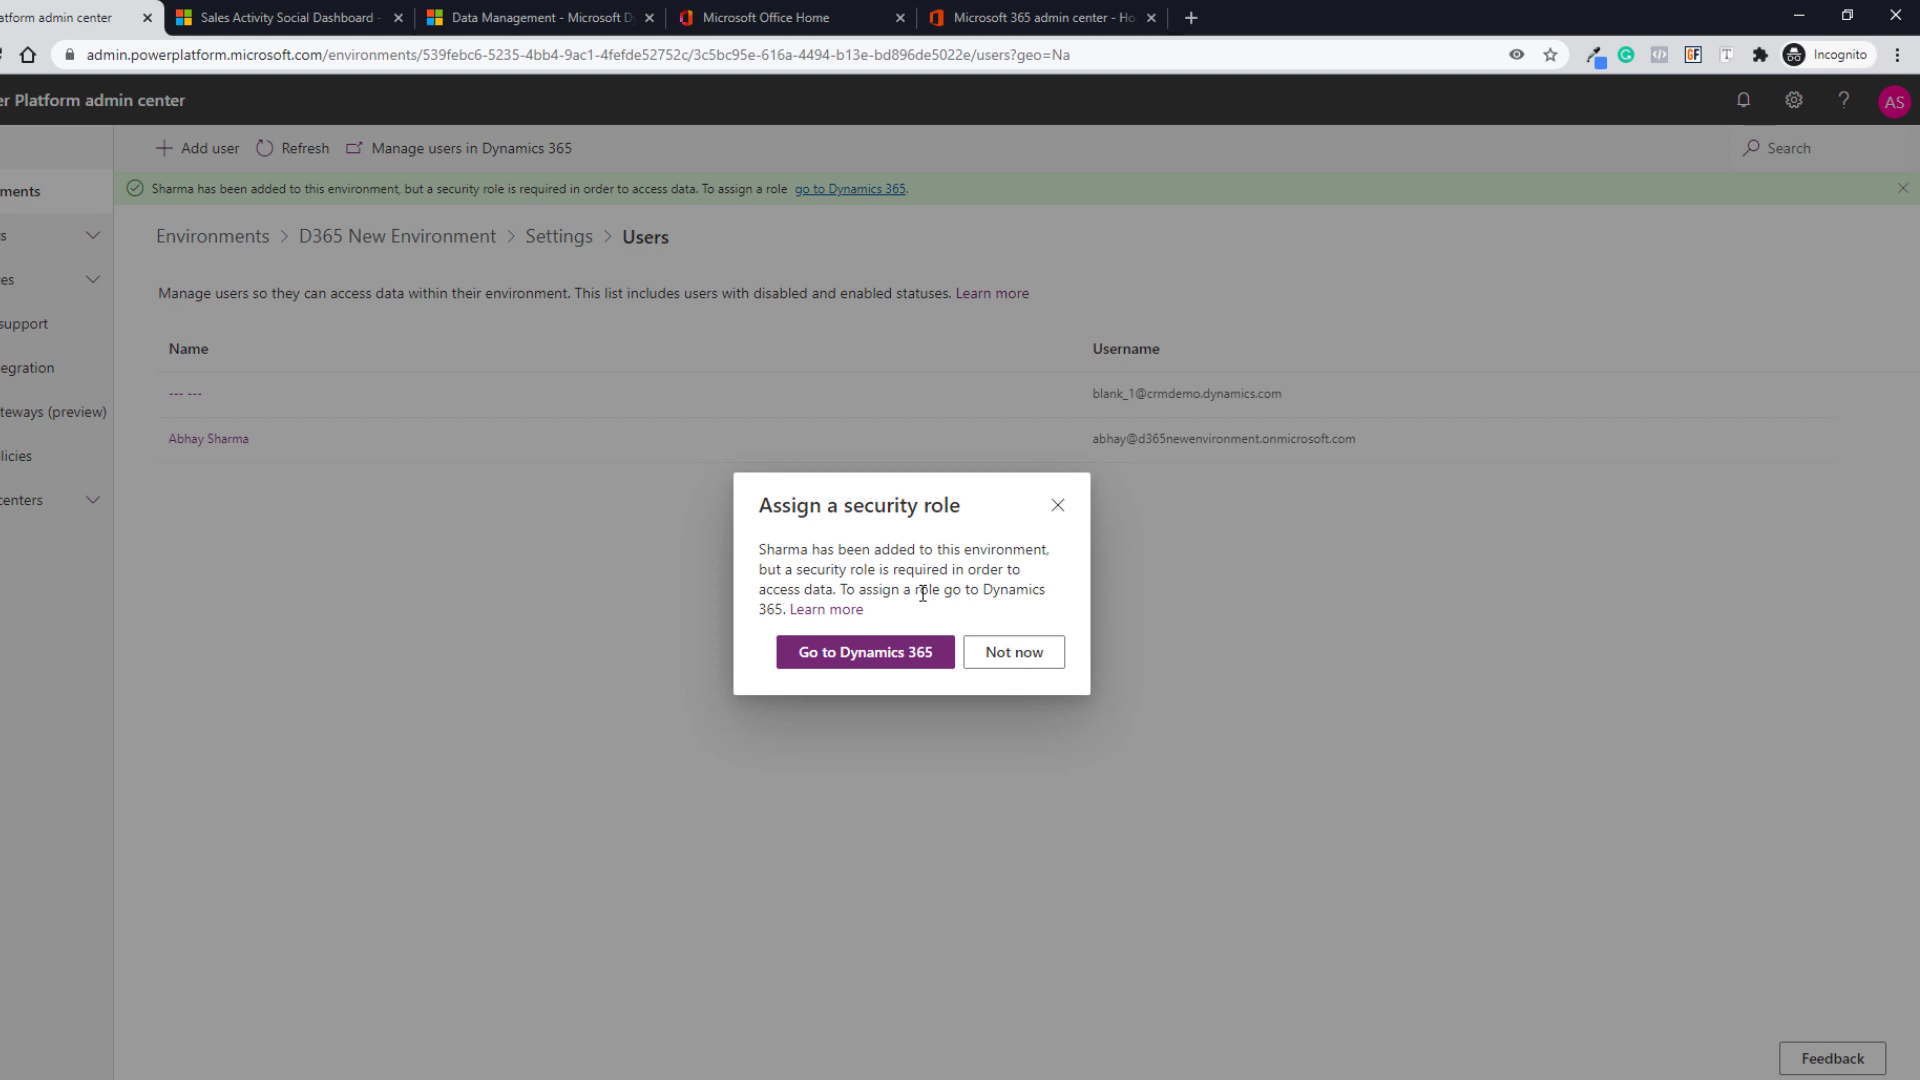 atform admin center
Sales Activity Social Dashboard -
Data Management - Microsoft D
Microsoft Office Home
Microsoft 365 admin center - Ho
admin.powerplatform.microsoft.com/environments/539febc6-5235-4bb4-9ac1-4fefde52752c/3c5bc95e-616a-4494-b13e-bd896de5022e/users?geo=Na
GF
T
Incognito
er Platform admin center
?
AS
Add user
Refresh
Manage users in Dynamics 365
Search
Sharma has been added to this environment, but a security role is required in order to access data. To assign a role go to Dynamics 365.
ments
s
es
support
egration
teways (preview)
licies
centers
Environments > D365 New Environment > Settings > Users
Manage users so they can access data within their environment. This list includes users with disabled and enabled statuses. Learn more
Name Username
--- --- blank_1@crmdemo.dynamics.com
Abhay Sharma abhay@d365newenvironment.onmicrosoft.com
Assign a security role
Sharma has been added to this environment,
but a security role is required in order to
access data. To assign a role go to Dynamics
365. Learn more
Go to Dynamics 365
Not now
Feedback